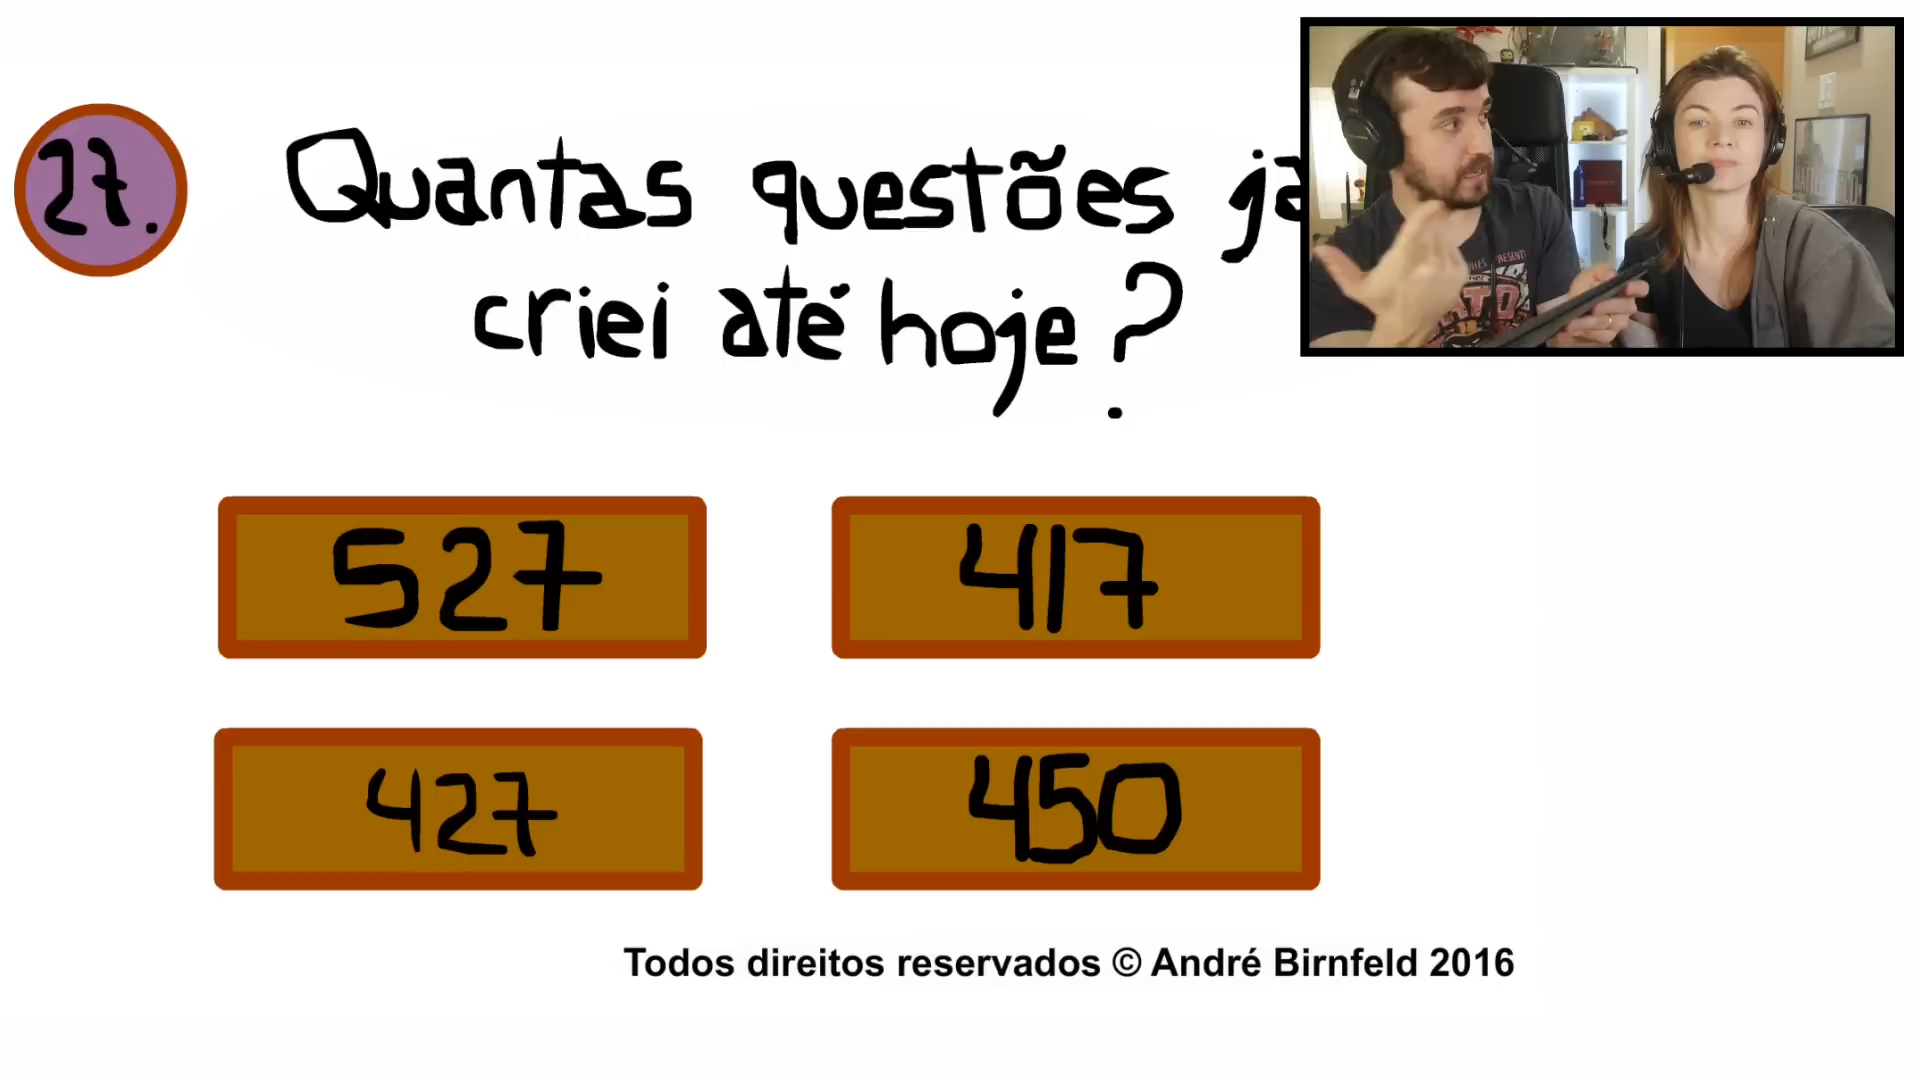 27.
Quantas questões já
criei até hoje?
527
417
427
450
Todos direitos reservados © André Birnfeld 2016